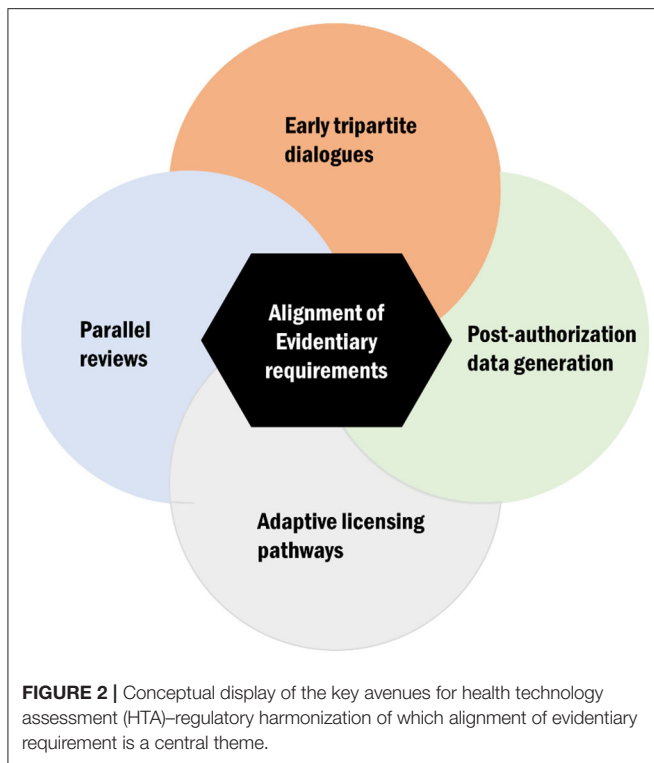 Early tripartite
dialogues
Parallel
reviews
Alignment of
Evidentiary
requirements
Post-authorization
data generation
Adaptive licensing
pathways
FIGURE 2 | Conceptual display of the key avenues for health technology
assessment (HTA)–regulatory harmonization of which alignment of evidentiary
requirement is a central theme.